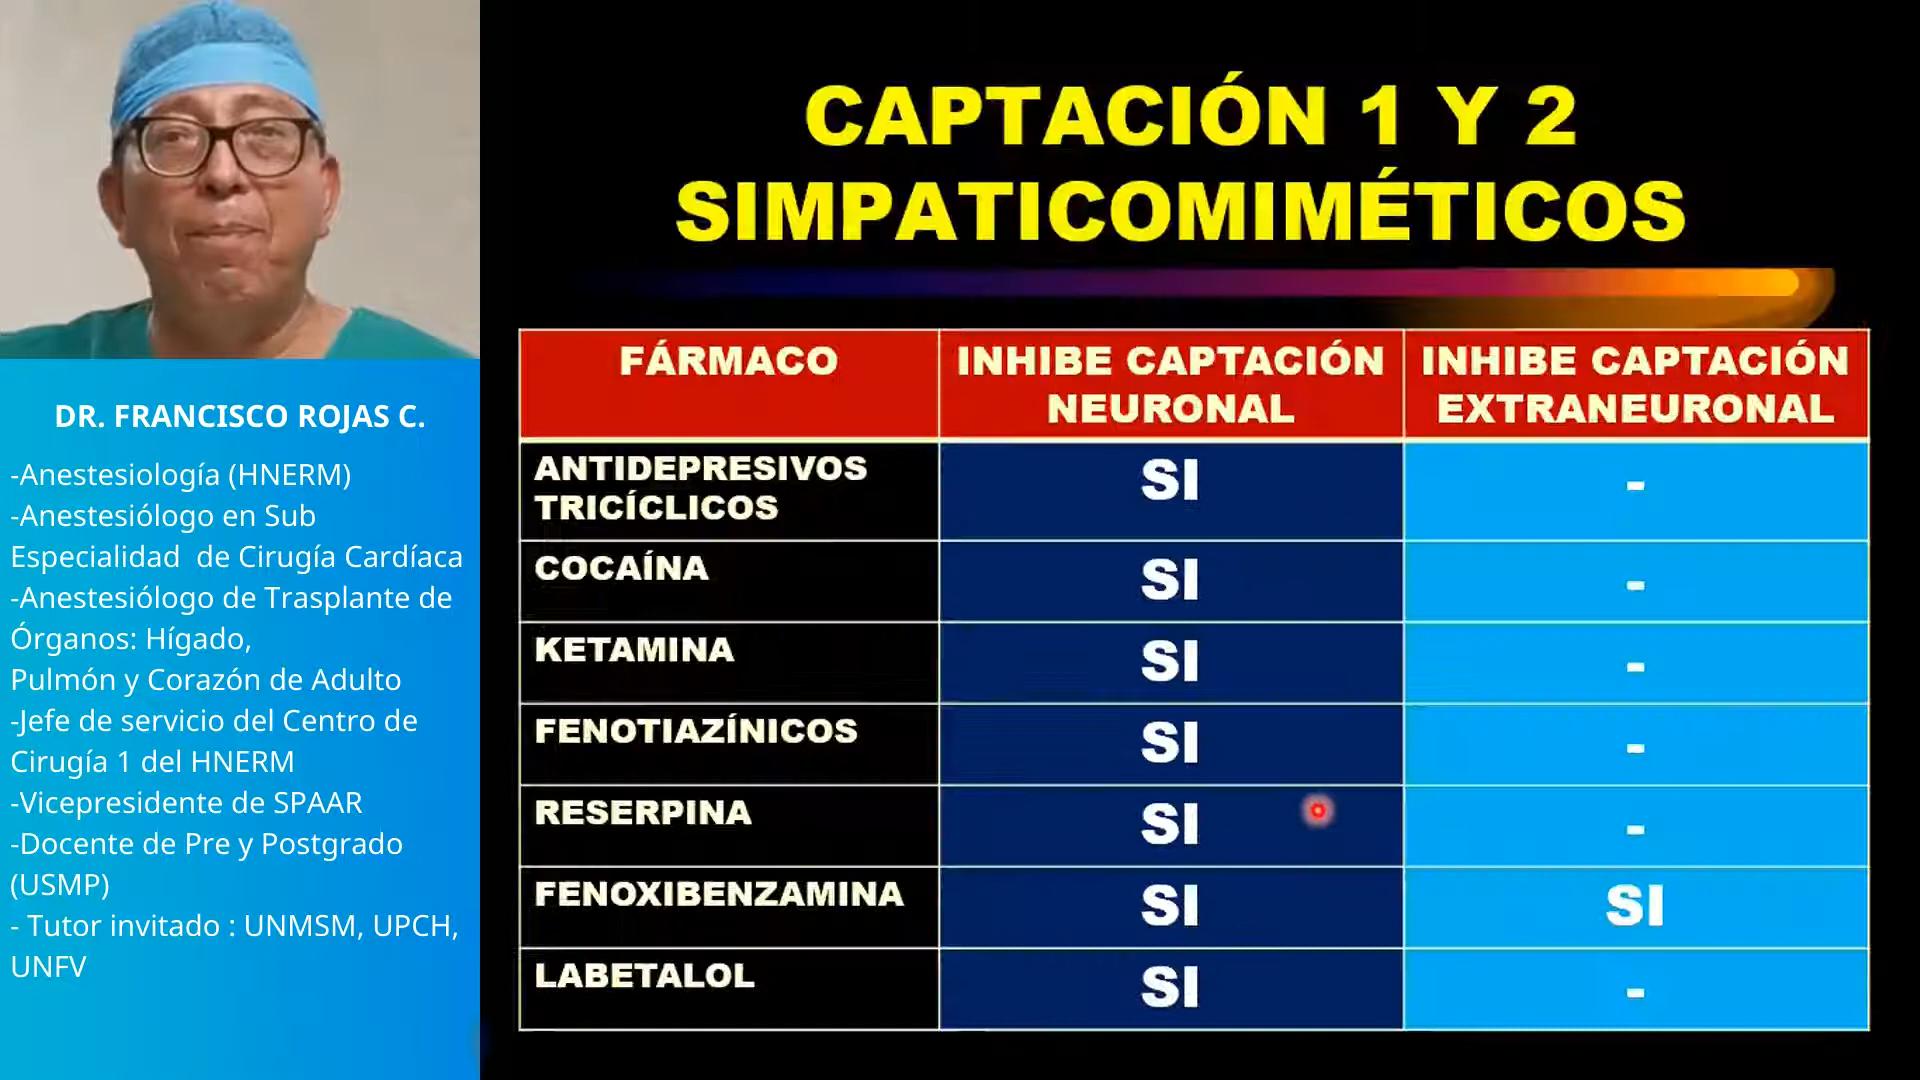 DR. FRANCISCO ROJAS C.
-Anestesiología (HNERM)
-Anestesiólogo en Sub
Especialidad  de Cirugía Cardíaca
-Anestesiólogo de Trasplante de
Órganos: Hígado,
Pulmón y Corazón de Adulto
-Jefe de servicio del Centro de
Cirugía 1 del HNERM
-Vicepresidente de SPAAR
-Docente de Pre y Postgrado
(USMP)
- Tutor invitado : UNMSM, UPCH,
UNFV
CAPTACIÓN 1 Y 2
SIMPATICOMIMÉTICOS
FÁRMACO
INHIBE CAPTACIÓN
NEURONAL
INHIBE CAPTACIÓN
EXTRANEURONAL
ANTIDEPRESIVOS
TRICÍCLICOS
SI
-
COCAÍNA
SI
-
KETAMINA
SI
-
FENOTIAZÍNICOS
SI
-
RESERPINA
SI
-
FENOXIBENZAMINA
SI
SI
LABETALOL
SI
-